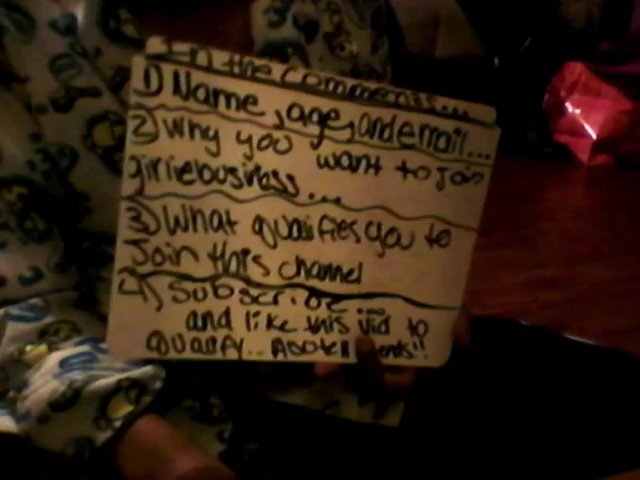 In the comments...
1) Name, age, and email...
2) Why you want to join
girliebusiness...
3) What qualifies you to
Join this channel
4) Subscribe
and like this vid to
quaafy...